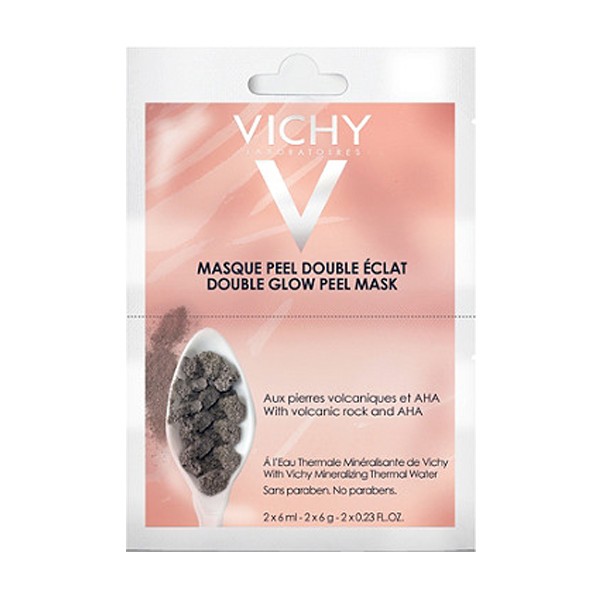 VICHY
LABORATOIRES
V
MASQUE PEEL DOUBLE ÉCLAT
DOUBLE GLOW PEEL MASK
Aux pierres volcaniques et AHA
With volcanic rock and AHA
À l'Eau Thermale Minéralisante de Vichy
With Vichy Mineralizing Thermal Water
Sans paraben. No parabens.
2 x 6 ml - 2 x 6 g - 2 x 0.23 FL.OZ.